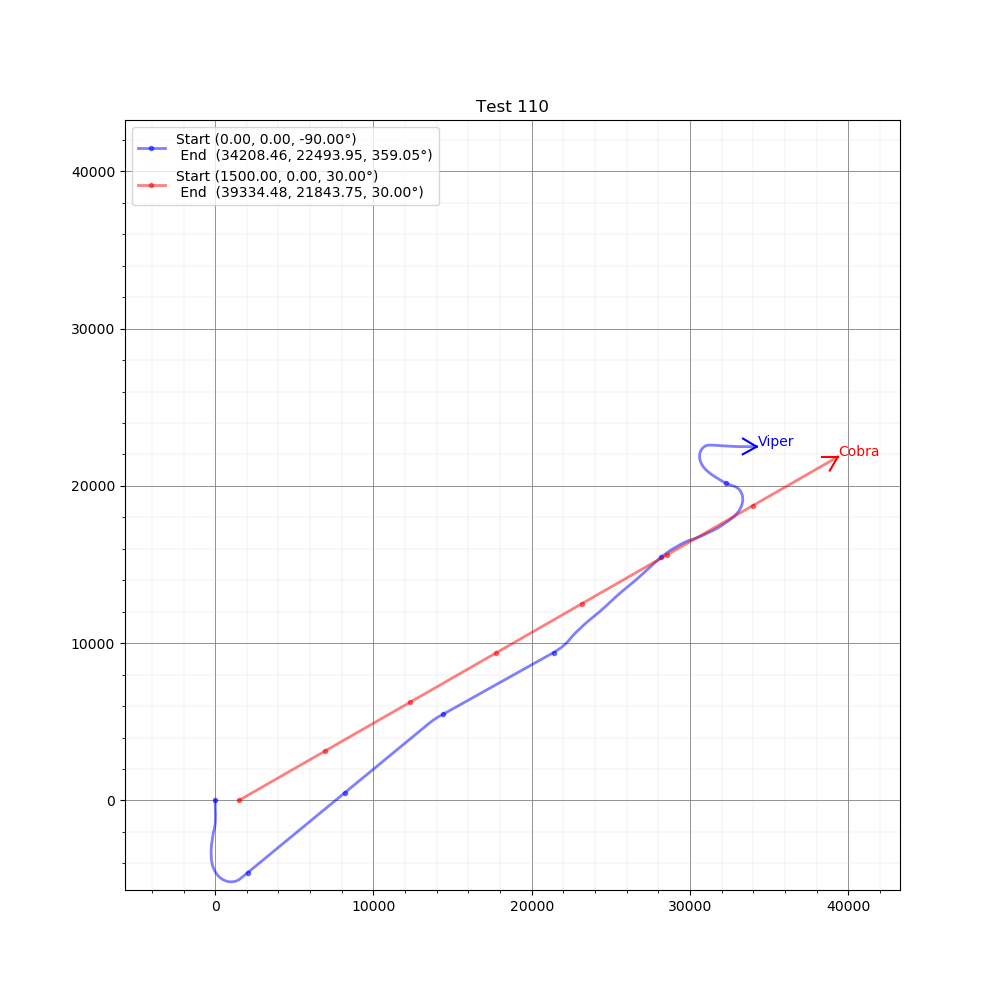 Test 110
Start (0.00, 0.00, -90.00°)
End  (34208.46, 22493.95, 359.05°)
Start (1500.00, 0.00, 30.00°)
End  (39334.48, 21843.75, 30.00°)
40000
30000
20000
10000
0
Viper
Cobra
0
10000
20000
30000
40000